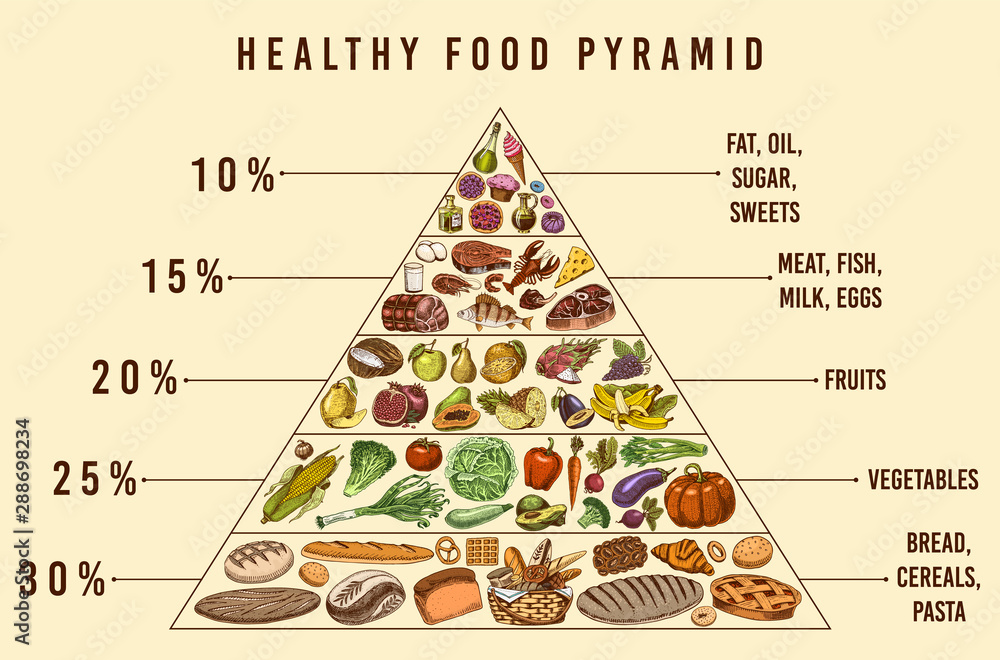 HEALTHY FOOD PYRAMID
10%
FAT, OIL,
SUGAR,
SWEETS
15%
MEAT, FISH,
MILK, EGGS
20%
FRUITS
25%
VEGETABLES
30%
BREAD,
CEREALS,
PASTA
Adobe Stock | #288698234